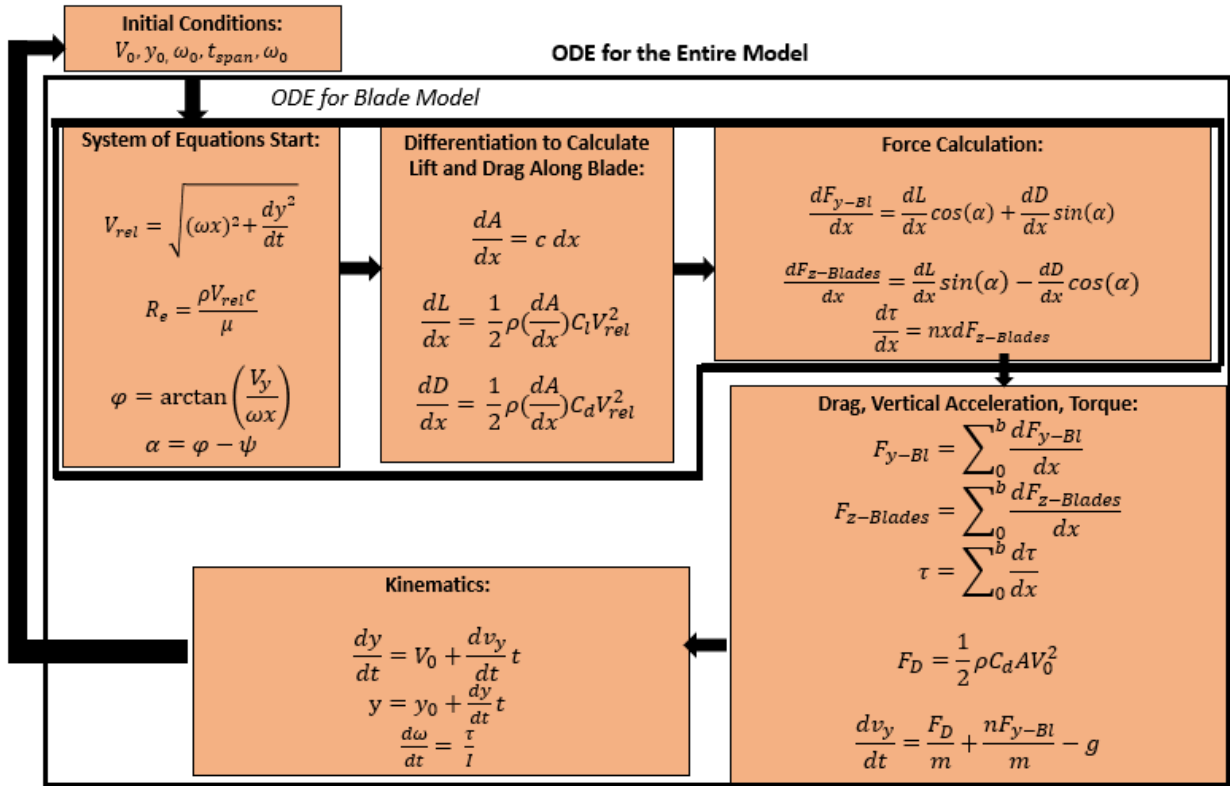 Initial Conditions:
V₀, y₀, ω₀, t_span, ω₀
ODE for the Entire Model
ODE for Blade Model
System of Equations Start:
V_rel = √((ωx)² + dy²/dt)
R_e = ρV_rel c/μ
φ = arctan(V_y/ωx)
α = φ − ψ
Differentiation to Calculate
Lift and Drag Along Blade:
dA/dx = c dx
dL/dx = 1/2 ρ(dA/dx)C_l V_rel²
dD/dx = 1/2 ρ(dA/dx)C_d V_rel²
Force Calculation:
dF_y−Bl/dx = dL/dx cos(α) + dD/dx sin(α)
dF_z−Blades/dx = dL/dx sin(α) − dD/dx cos(α)
dτ/dx = nxdF_z−Blades
Drag, Vertical Acceleration, Torque:
F_y−Bl = ∑₀ᵇ dF_y−Bl/dx
F_z−Blades = ∑₀ᵇ dF_z−Blades/dx
τ = ∑₀ᵇ dτ/dx
F_D = 1/2 ρC_d AV₀²
dv_y/dt = F_D/m + nF_y−Bl/m − g
Kinematics:
dy/dt = V₀ + dv_y/dt t
y = y₀ + dy/dt t
dω/dt = τ/I